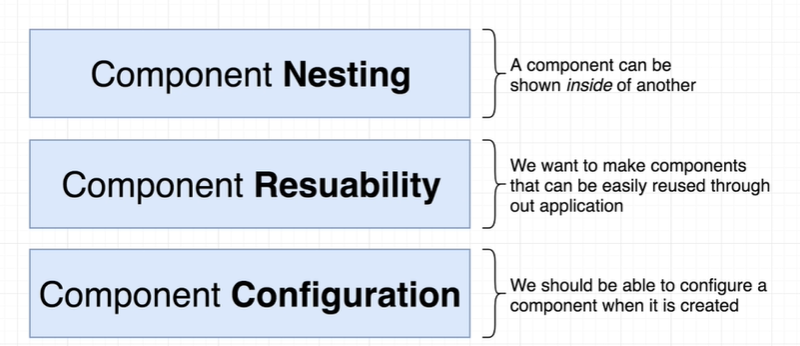 Component Nesting
A component can be
shown inside of another
Component Resuability
We want to make components
that can be easily reused through
out application
Component Configuration
We should be able to configure a
component when it is created